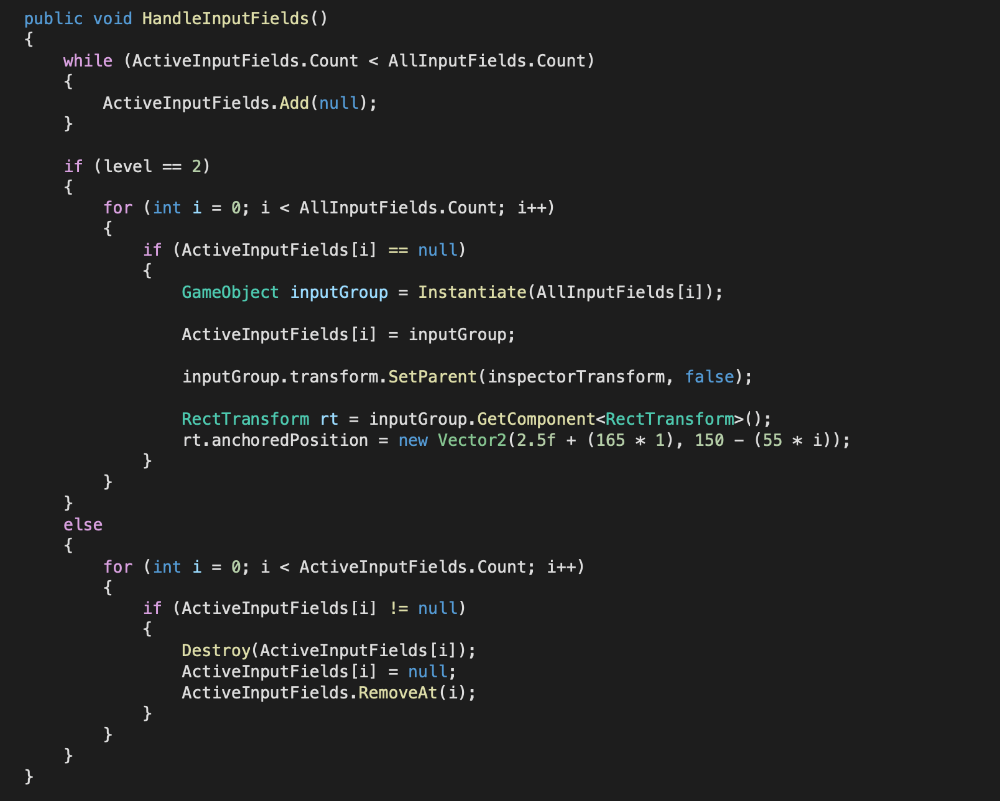 public void HandleInputFields()
{
    while (ActiveInputFields.Count < AllInputFields.Count)
    {
        ActiveInputFields.Add(null);
    }

    if (level == 2)
    {
        for (int i = 0; i < AllInputFields.Count; i++)
        {
            if (ActiveInputFields[i] == null)
            {
                GameObject inputGroup = Instantiate(AllInputFields[i]);

                ActiveInputFields[i] = inputGroup;

                inputGroup.transform.SetParent(inspectorTransform, false);

                RectTransform rt = inputGroup.GetComponent<RectTransform>();
                rt.anchoredPosition = new Vector2(2.5f + (165 * 1), 150 - (55 * i));
            }
        }
    }
    else
    {
        for (int i = 0; i < ActiveInputFields.Count; i++)
        {
            if (ActiveInputFields[i] != null)
            {
                Destroy(ActiveInputFields[i]);
                ActiveInputFields[i] = null;
                ActiveInputFields.RemoveAt(i);
            }
        }
    }
}